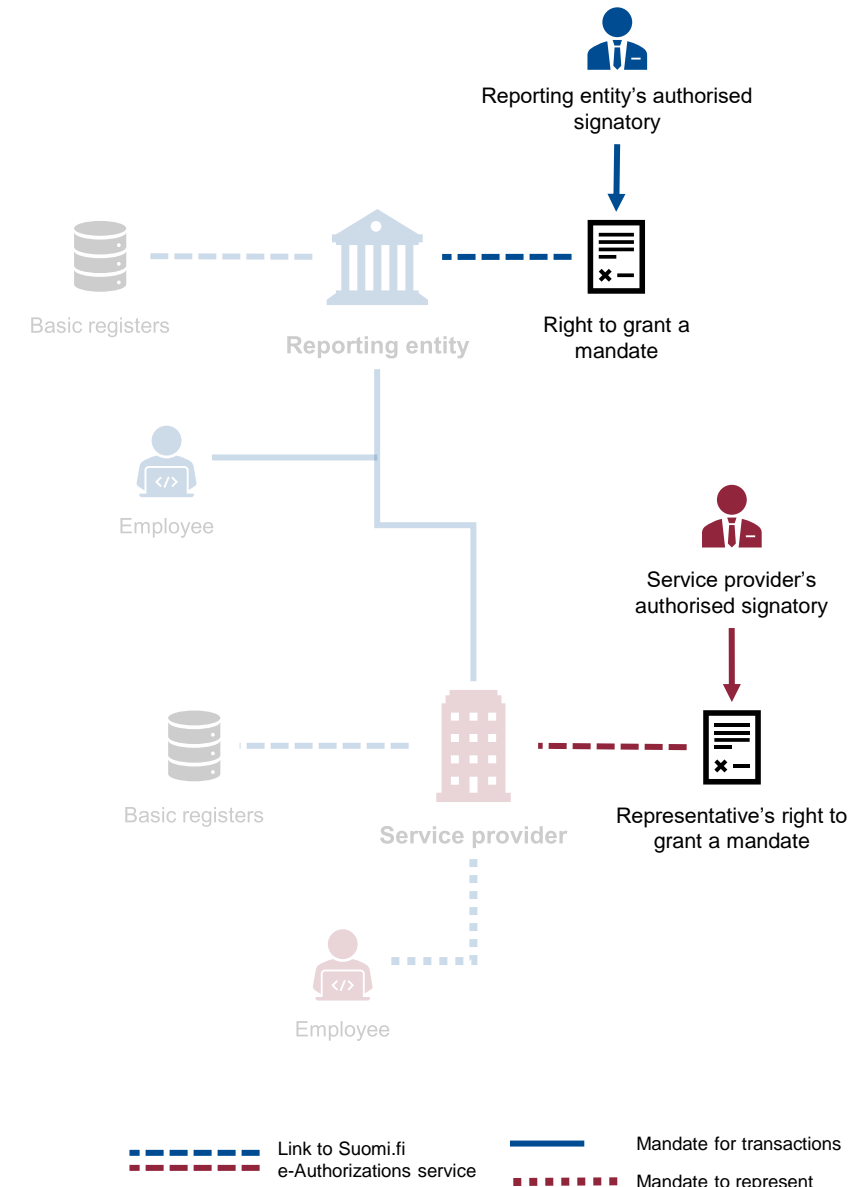 Reporting entity's authorised
signatory
Basic registers
Reporting entity
Right to grant a
mandate
</>
Employee
Service provider's
authorised signatory
Basic registers
Service provider
Representative's right to
grant a mandate
</>
Employee
Link to Suomi.fi
e-Authorizations service
Mandate for transactions
Mandate to represent